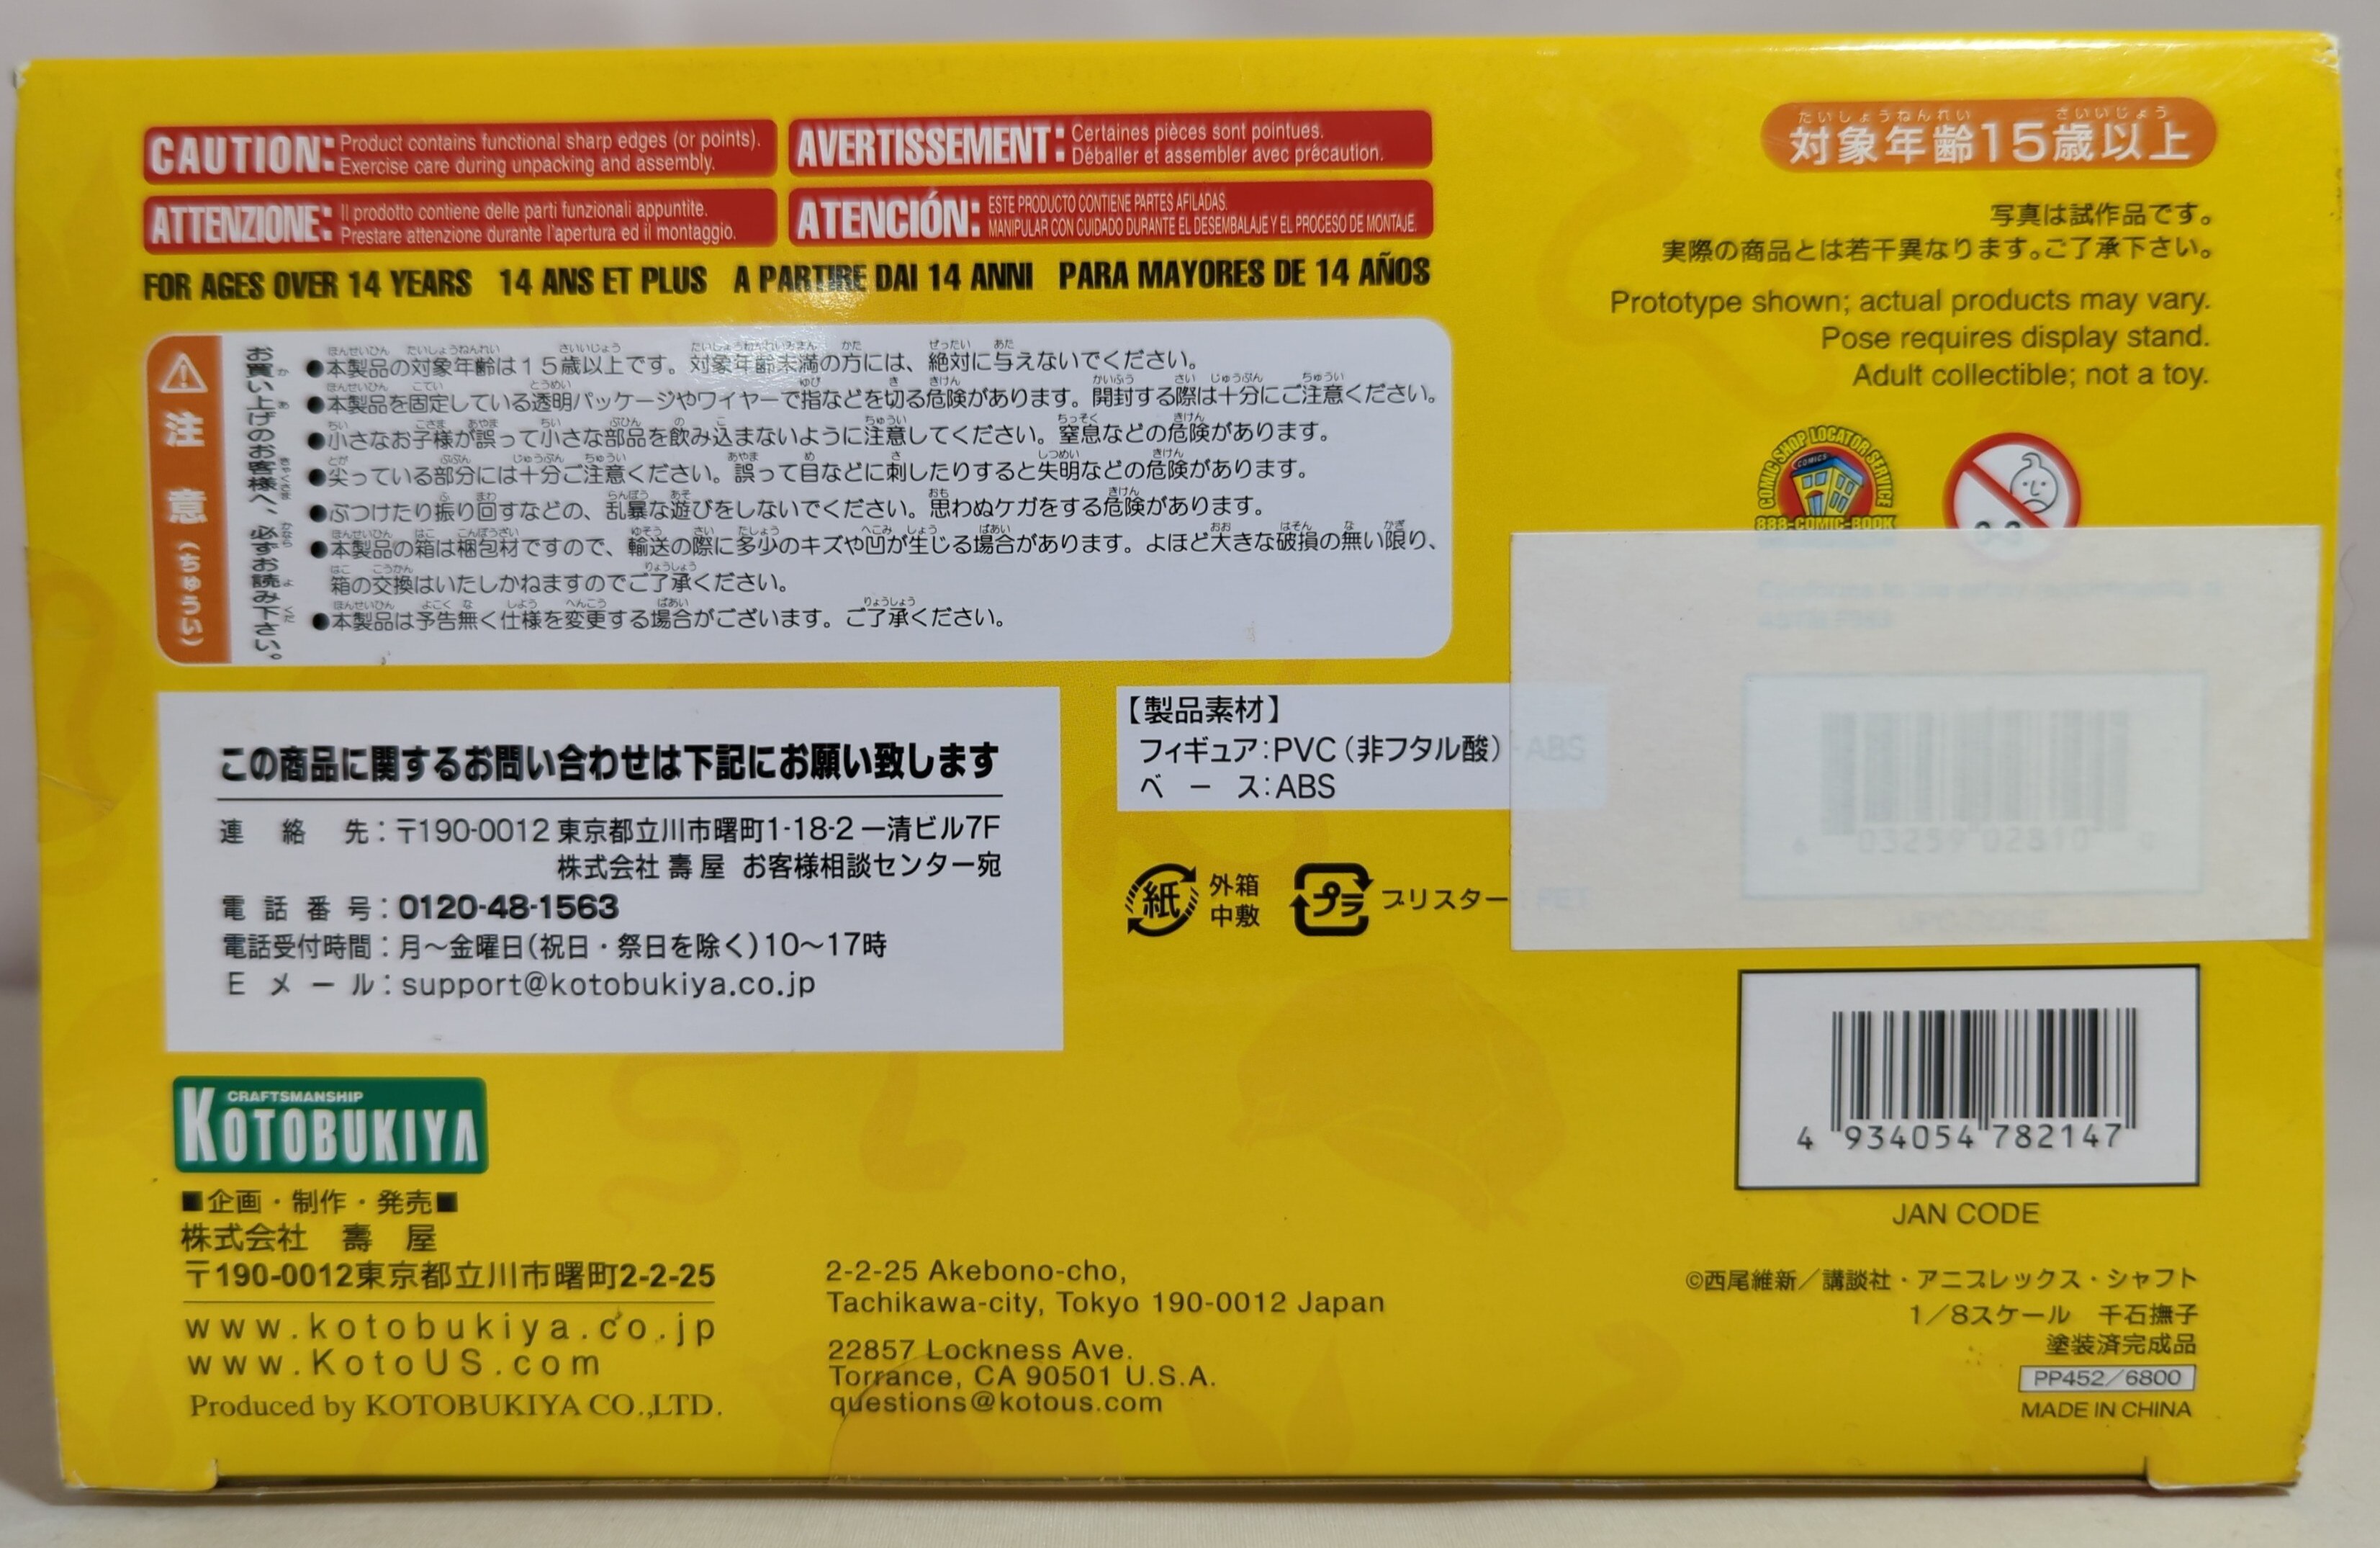 CAUTION: Product contains functional sharp edges (or points).
Exercise care during unpacking and assembly.
AVERTISSEMENT: Certaines pièces sont pointues.
Déballer et assembler avec précaution.
ATTENZIONE: Il prodotto contiene delle parti funzionali appuntite.
Prestare attenzione durante l'apertura ed il montaggio.
ATENCIÓN: ESTE PRODUCTO CONTIENE PARTES AFILADAS.
MANIPULAR CON CUIDADO DURANTE EL DESEMBALAJE Y EL PROCESO DE MONTAJE.
FOR AGES OVER 14 YEARS 14 ANS ET PLUS A PARTIRE DAI 14 ANNI PARA MAYORES DE 14 AÑOS
注意(ちゅうい)
お買い上げのお客様へ、必ずお読み下さい。
●本製品の対象年齢は15歳以上です。対象年齢未満の方には、絶対に与えないでください。
●本製品を固定している透明パッケージやワイヤーで指などを切る危険があります。開封する際は十分にご注意ください。
●小さなお子様が誤って小さな部品を飲み込まないように注意してください。窒息などの危険があります。
●尖っている部分には十分ご注意ください。誤って目などに刺したりすると失明などの危険があります。
●ぶつけたり振り回すなどの、乱暴な遊びをしないでください。思わぬケガをする危険があります。
●本製品の箱は梱包材ですので、輸送の際に多少のキズや凹が生じる場合があります。よほど大きな破損の無い限り、
箱の交換はいたしかねますのでご了承ください。
●本製品は予告無く仕様を変更する場合がございます。ご了承ください。
たいしょうねんれい さいいじょう
対象年齢15歳以上
写真は試作品です。
実際の商品とは若干異なります。ご了承下さい。
Prototype shown; actual products may vary.
Pose requires display stand.
Adult collectible; not a toy.
COMIC SHOP LOCATOR SERVICE
COMICS
888-COMIC-BOOK
0-3
この商品に関するお問い合わせは下記にお願い致します
連絡先:〒190-0012 東京都立川市曙町1-18-2 一清ビル7F
株式会社 壽屋 お客様相談センター宛
電話番号:0120-48-1563
電話受付時間:月〜金曜日(祝日・祭日を除く)10〜17時
Eメール:support@kotobukiya.co.jp
【製品素材】
フィギュア:PVC(非フタル酸)・ABS
ベース:ABS
紙 外箱
中敷
プラ ブリスター:PET
6 03259 02810 0
4 934054 782147
JAN CODE
CRAFTSMANSHIP
KOTOBUKIYA
■企画・制作・発売■
株式会社 壽屋
〒190-0012東京都立川市曙町2-2-25
www.kotobukiya.co.jp
www.KotoUS.com
Produced by KOTOBUKIYA CO.,LTD.
2-2-25 Akebono-cho,
Tachikawa-city, Tokyo 190-0012 Japan
22857 Lockness Ave.
Torrance, CA 90501 U.S.A.
questions@kotous.com
©西尾維新／講談社・アニプレックス・シャフト
1／8スケール 千石撫子
塗装済完成品
PP452／6800
MADE IN CHINA